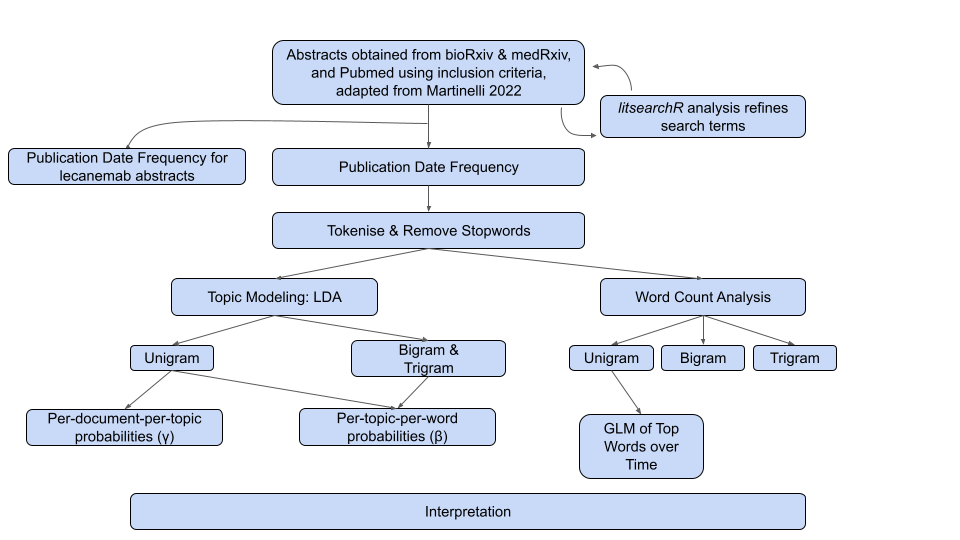 Abstracts obtained from bioRxiv & medRxiv,
and Pubmed using inclusion criteria,
adapted from Martinelli 2022
litsearchR analysis refines
search terms
Publication Date Frequency for
lecanemab abstracts
Publication Date Frequency
Tokenise & Remove Stopwords
Topic Modeling: LDA
Word Count Analysis
Unigram
Bigram &
Trigram
Unigram
Bigram
Trigram
Per-document-per-topic
probabilities (γ)
Per-topic-per-word
probabilities (β)
GLM of Top
Words over
Time
Interpretation